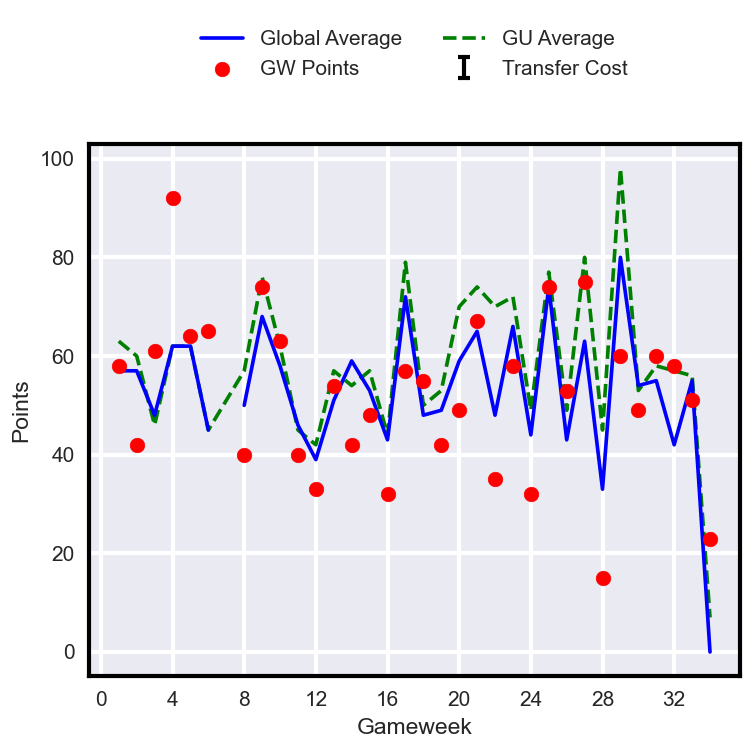 Global Average
GU Average
GW Points
Transfer Cost
100
80
60
40
20
0
Points
0 4 8 12 16 20 24 28 32
Gameweek